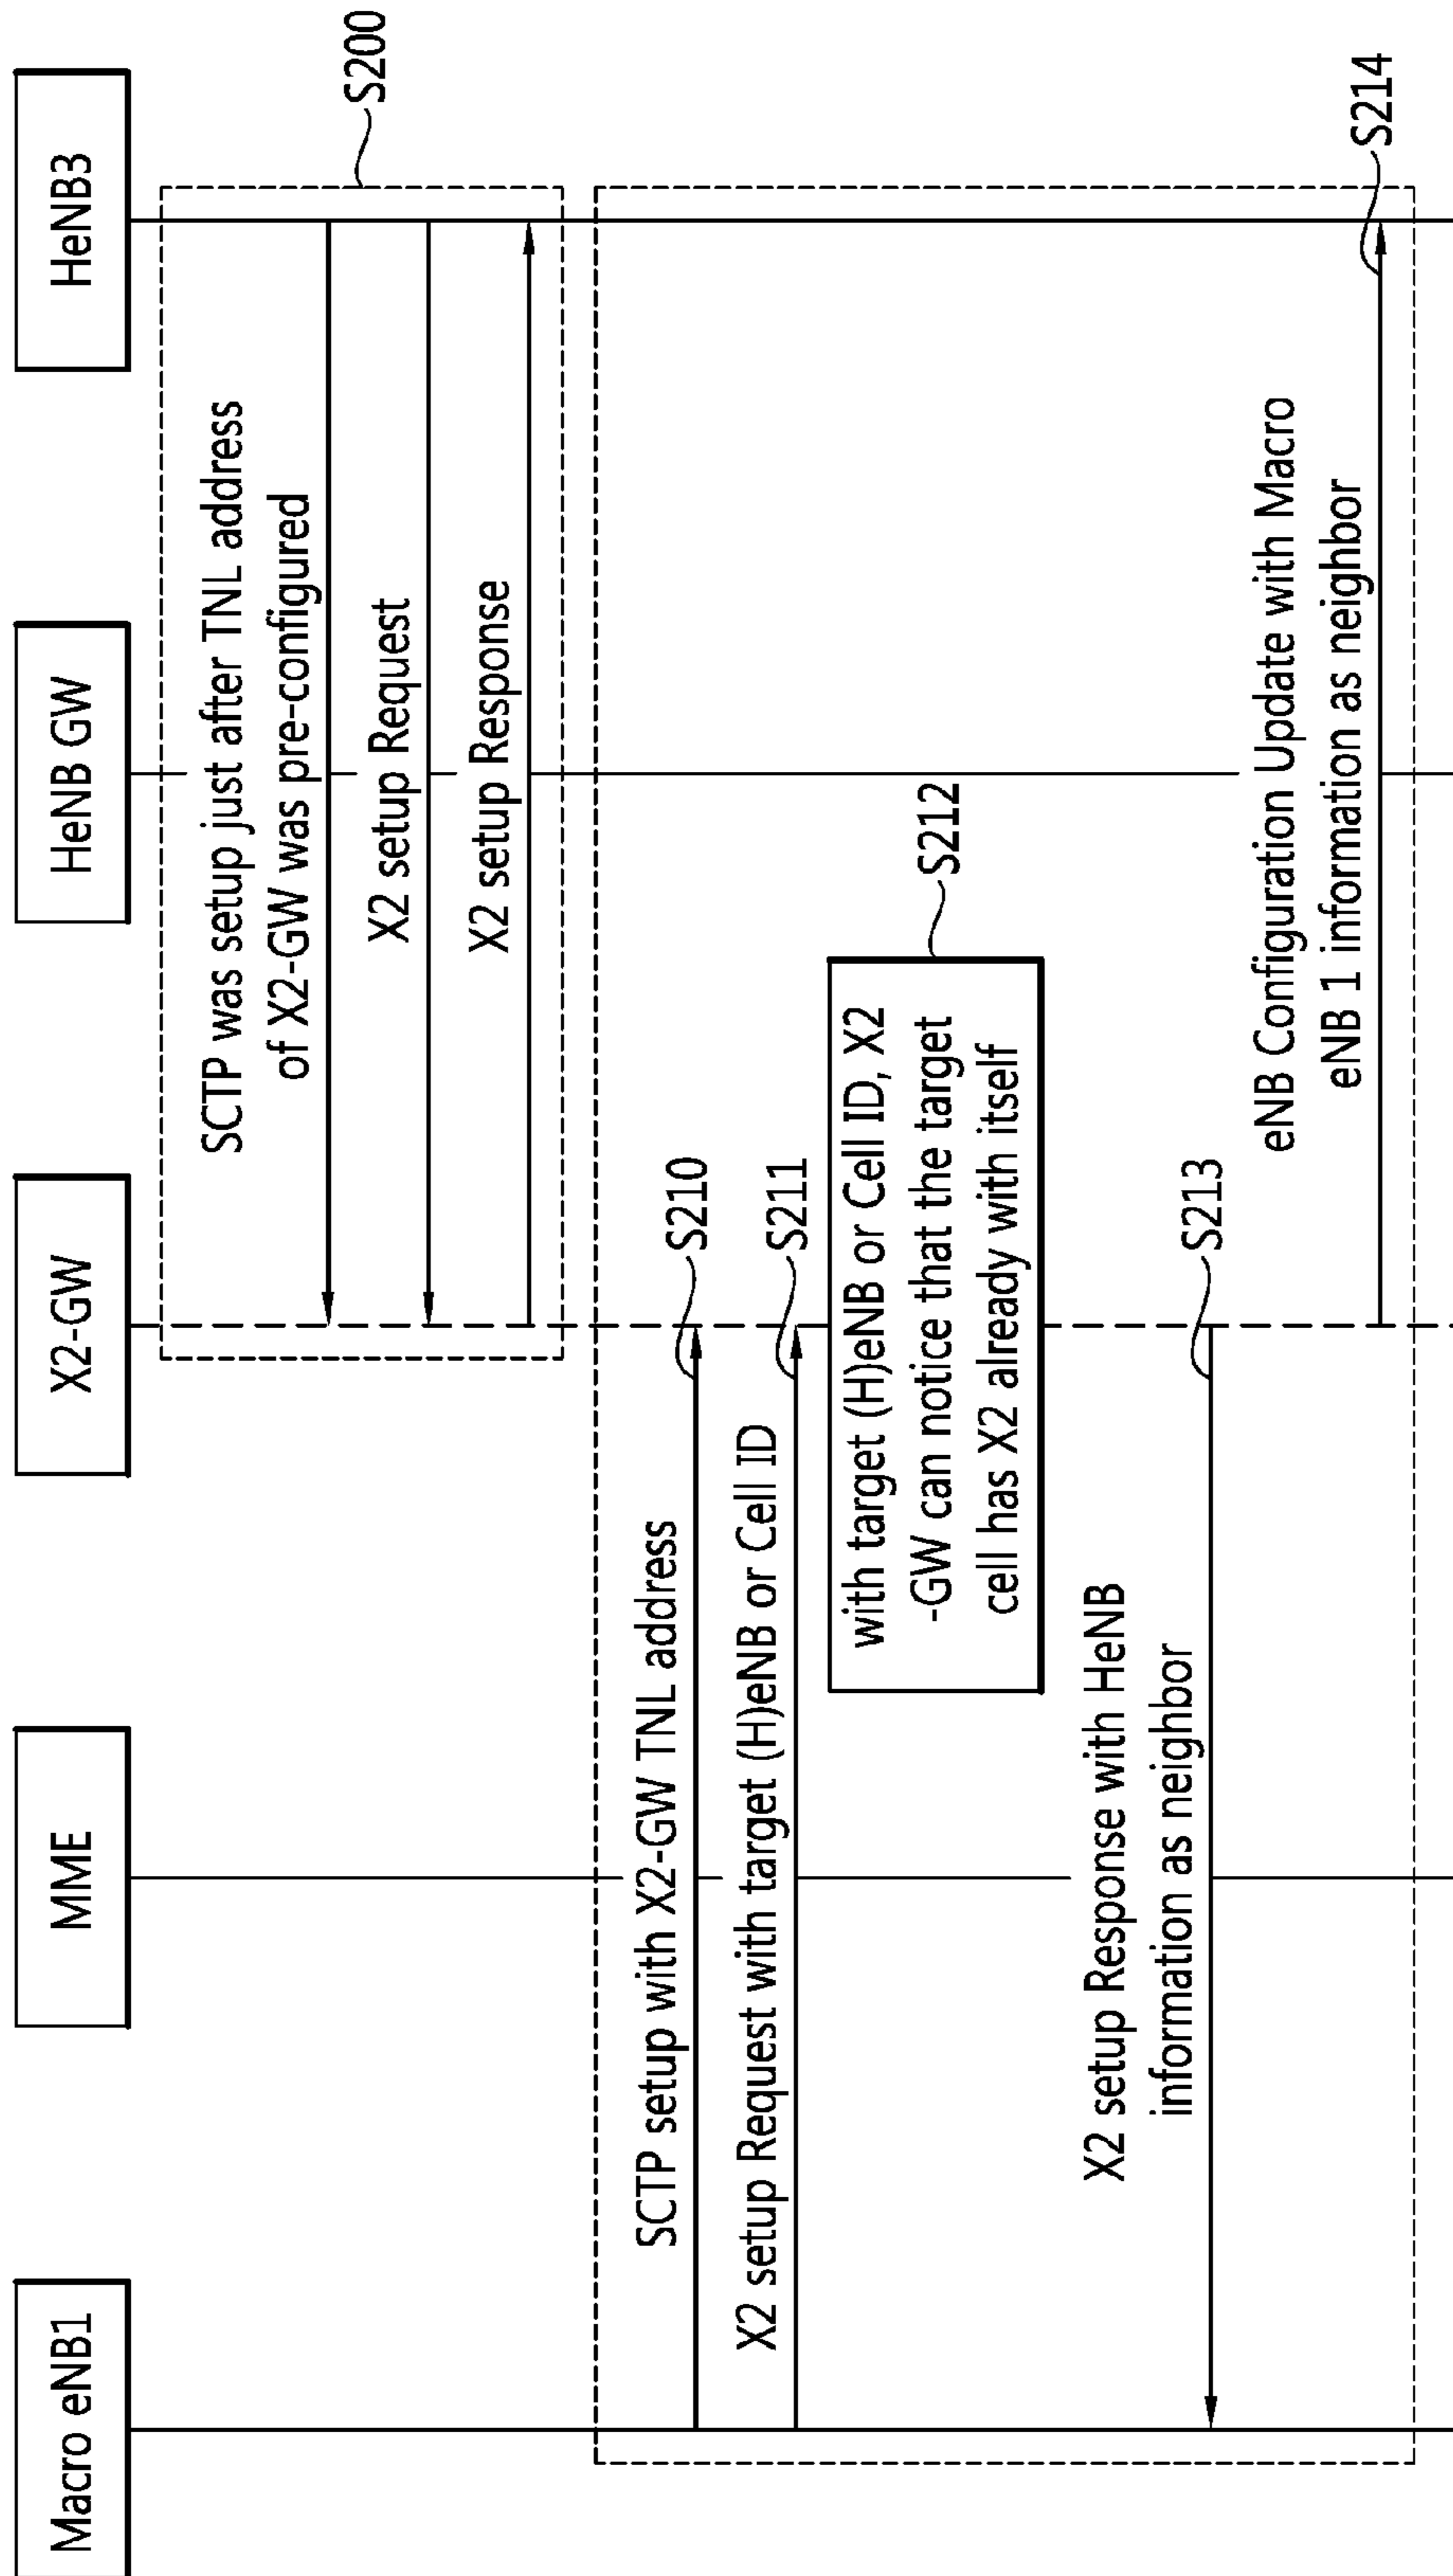 Macro eNB1
MME
X2-GW
HeNB GW
HeNB3
SCTP was setup just after TNL address
of X2-GW was pre-configured
S200
X2 setup Request
X2 setup Response
SCTP setup with X2-GW TNL address
S210
X2 setup Request with target (H)eNB or Cell ID
S211
with target (H)eNB or Cell ID, X2
-GW can notice that the target
cell has X2 already with itself
S212
X2 setup Response with HeNB
information as neighbor
S213
eNB Configuration Update with Macro
eNB 1 information as neighbor
S214